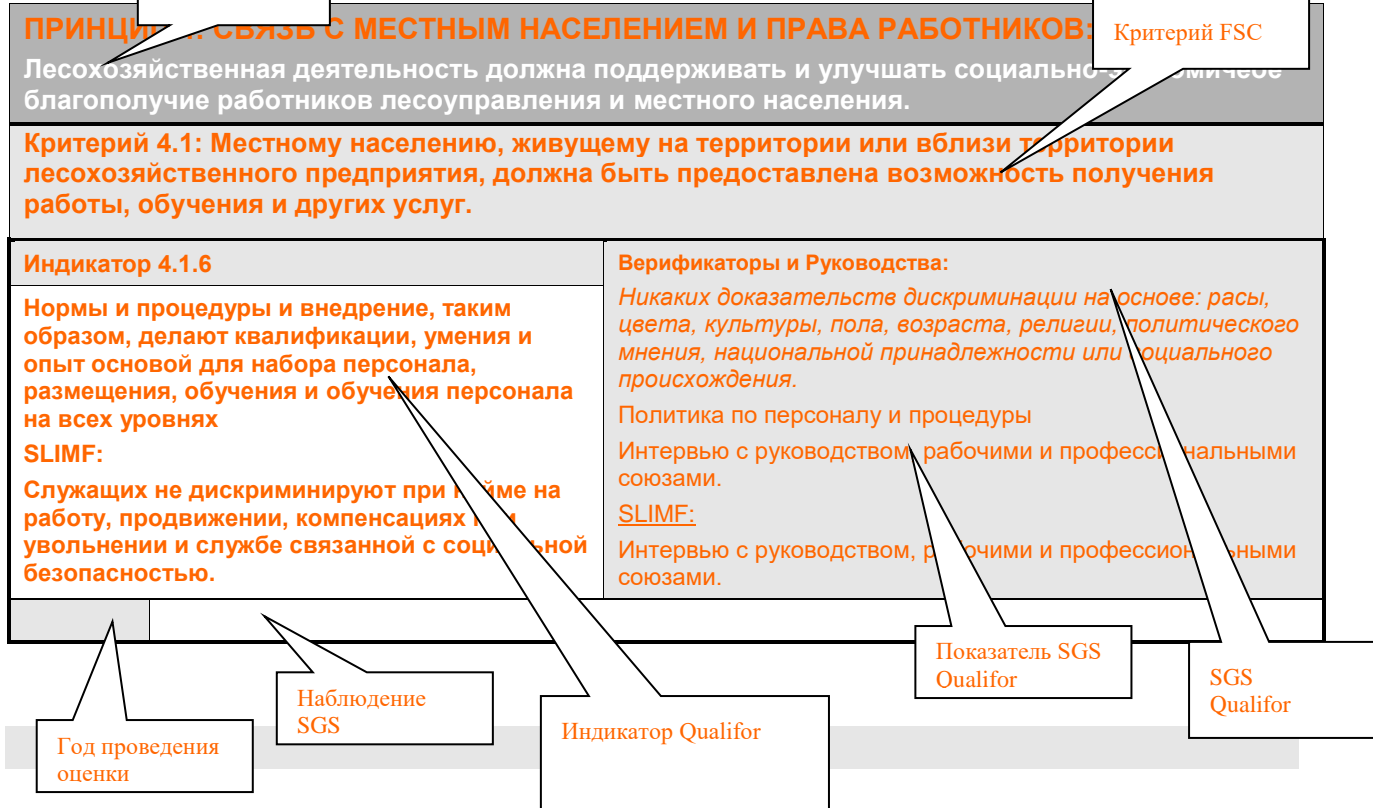 ПРИНЦИ СВЯЗЬ С МЕСТНЫМ НАСЕЛЕНИЕМ И ПРАВА РАБОТНИКОВ:
Лесохозяйственная деятельность должна поддерживать и улучшать
благополучие работников лесоуправления и местного населения.
Критерий FSC
Критерий 4.1: Местному населению, живущему на территории или вблизи территории
лесохозяйственного предприятия, должна быть предоставлена возможность получения
работы, обучения и других услуг.
Индикатор 4.1.6
Нормы и процедуры и внедрение, таким
образом, делают квалификации, умения и
опыт основой для набора персонала,
размещения, обучения и обучения персонала
на всех уровнях
SLIMF:
Служащих не дискриминируют при найме на
работу, продвижении, компенсациях при
увольнении и службе связанной с социальной
безопасностью.
Верификаторы и Руководства:
Никаких доказательств дискриминации на основе: расы,
цвета, культуры, пола, возраста, религии, политического
мнения, национальной принадлежности или социального
происхождения.
Политика по персоналу и процедуры
Интервью с руководством, рабочими и профессиональными
союзами.
SLIMF:
Интервью с руководством, рабочими и профессиональными
союзами.
Год проведения
оценки
Наблюдение
SGS
Индикатор Qualifor
Показатель SGS
Qualifor
SGS
Qualifor